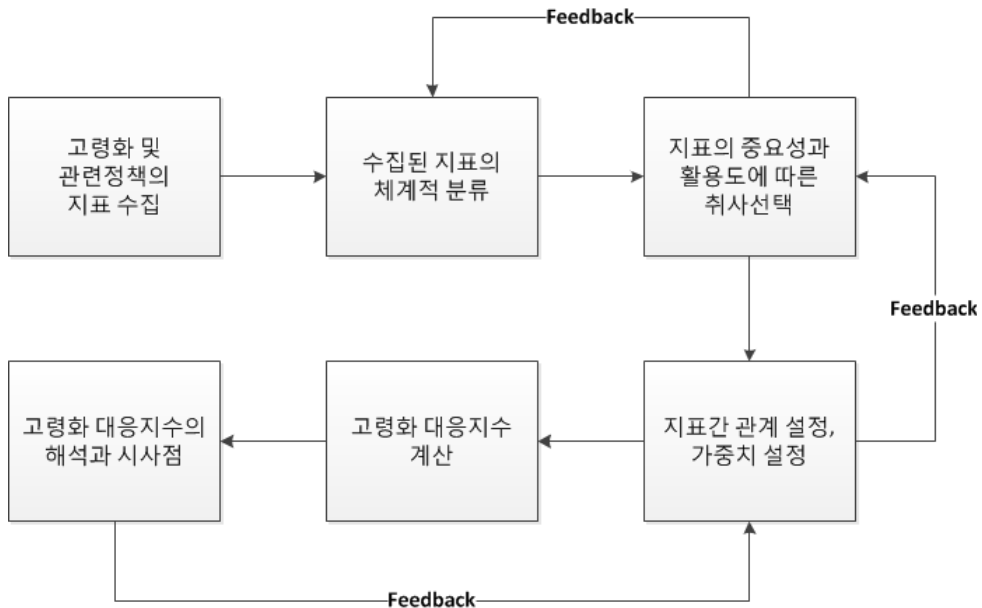 Feedback
고령화 및
관련정책의
지표 수집
수집된 지표의
체계적 분류
지표의 중요성과
활용도에 따른
취사선택
Feedback
고령화 대응지수의
해석과 시사점
고령화 대응지수
계산
지표간 관계 설정,
가중치 설정
Feedback